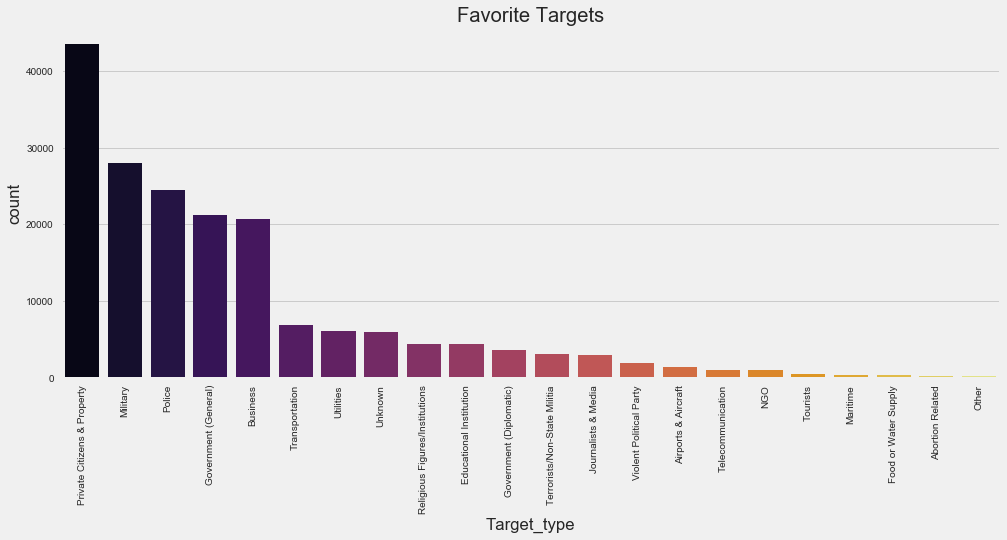 Favorite Targets
count
40000
30000
20000
10000
0
Private Citizens & Property
Military
Police
Government (General)
Business
Transportation
Utilities
Unknown
Religious Figures/Institutions
Educational Institution
Government (Diplomatic)
Terrorists/Non-State Militia
Journalists & Media
Violent Political Party
Airports & Aircraft
Telecommunication
NGO
Tourists
Maritime
Food or Water Supply
Abortion Related
Other
Target_type